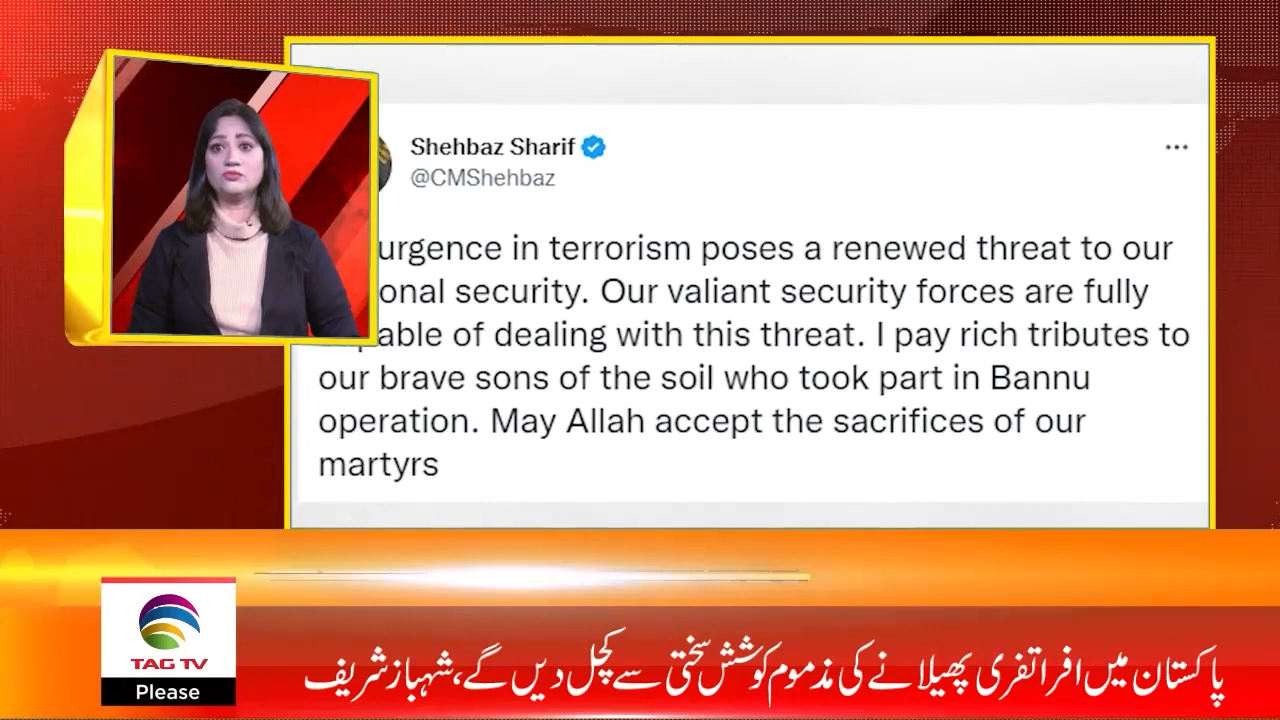 Shehbaz Sharif
@CMShehbaz
urgence in terrorism poses a renewed threat to our
onal security. Our valiant security forces are fully
able of dealing with this threat. I pay rich tributes to
our brave sons of the soil who took part in Bannu
operation. May Allah accept the sacrifices of our
martyrs
TAG TV
Please
پاکستان میں افراتفری پھیلانے کی مذموم کوشش سختی سے کچل دیں گے، شہباز شریف